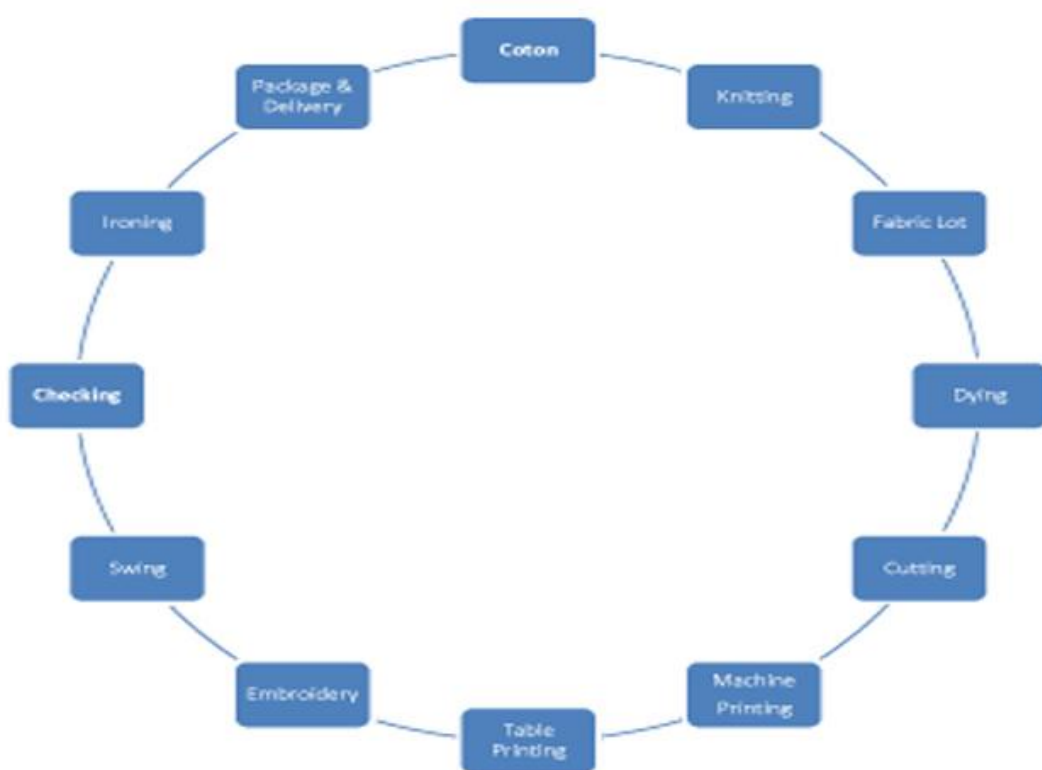 Coton
Knitting
Fabric Lot
Dying
Cutting
Machine
Printing
Table
Printing
Embroidery
Swing
Checking
Ironing
Package &
Delivery